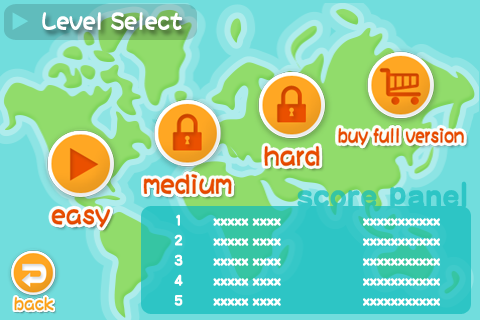 Level Select
buy full version
hard
medium
easy
score panel
1 xxxxx xxxx xxxxxxxxxxx
2 xxxxx xxxx xxxxxxxxxxx
3 xxxxx xxxx xxxxxxxxxxx
4 xxxxx xxxx xxxxxxxxxxx
5 xxxxx xxxx xxxxxxxxxxx
back